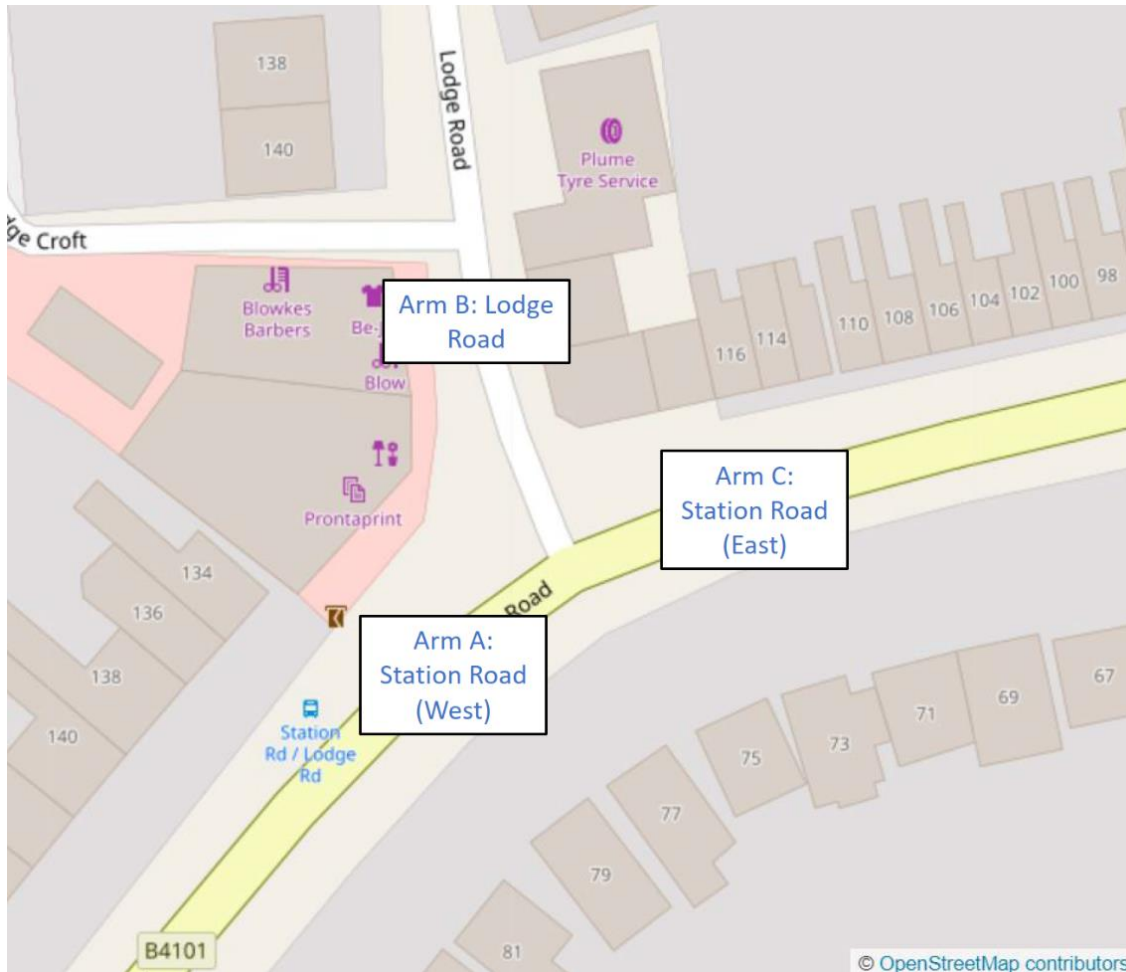 138
140
Lodge Road
Plume
Tyre Service
dge Croft
Blowkes
Barbers
Be-
Blow
Arm B: Lodge
Road
116
114
110
108
106
104
102
100
98
Prontaprint
Arm C:
Station Road
(East)
134
136
138
140
Road
Arm A:
Station Road
(West)
Station
Rd / Lodge
Rd
67
69
71
73
75
77
79
81
B4101
© OpenStreetMap contributors